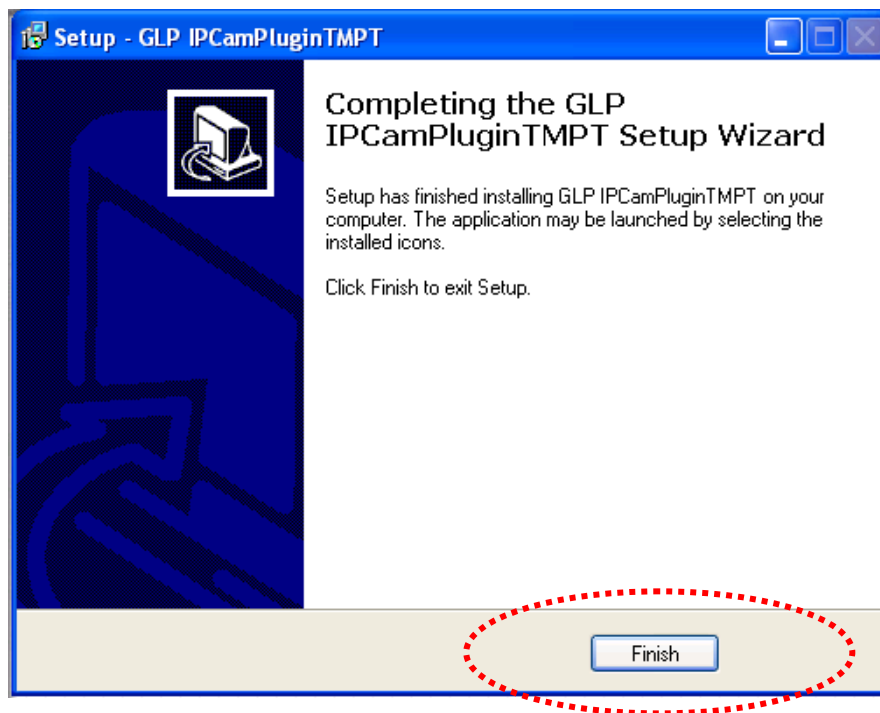 Setup - GLP IPCamPluginTMPT
Completing the GLP
IPCamPluginTMPT Setup Wizard
Setup has finished installing GLP IPCamPluginTMPT on your
computer. The application may be launched by selecting the
installed icons.
Click Finish to exit Setup.
Finish